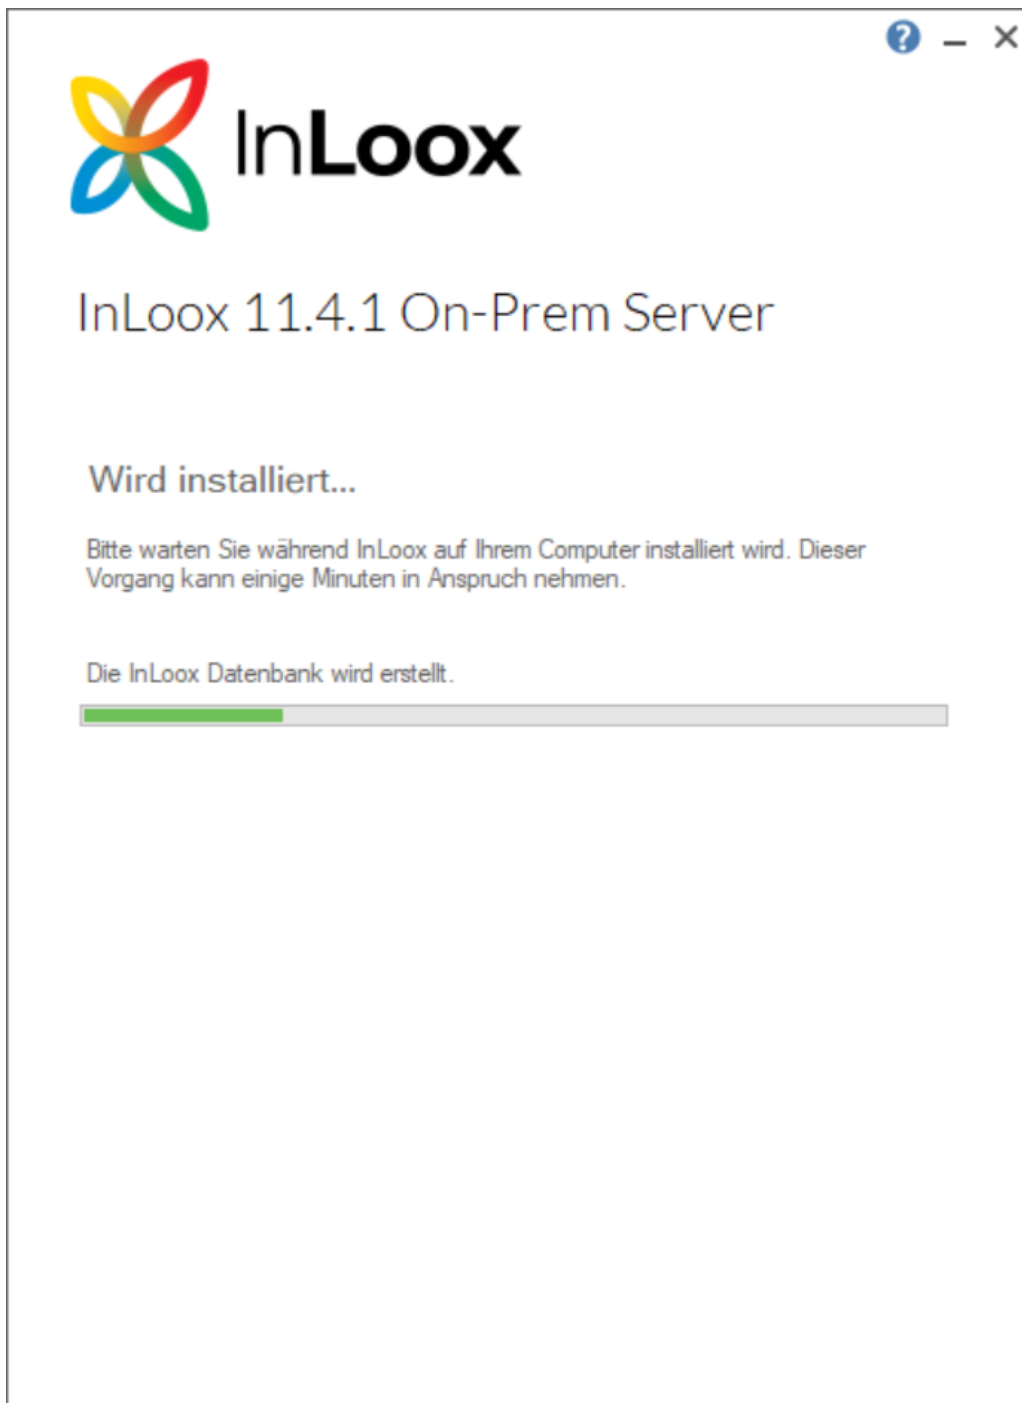 ?
InLoox
InLoox 11.4.1 On-Prem Server
Wird installiert...
Bitte warten Sie während InLoox auf Ihrem Computer installiert wird. Dieser
Vorgang kann einige Minuten in Anspruch nehmen.
Die InLoox Datenbank wird erstellt.